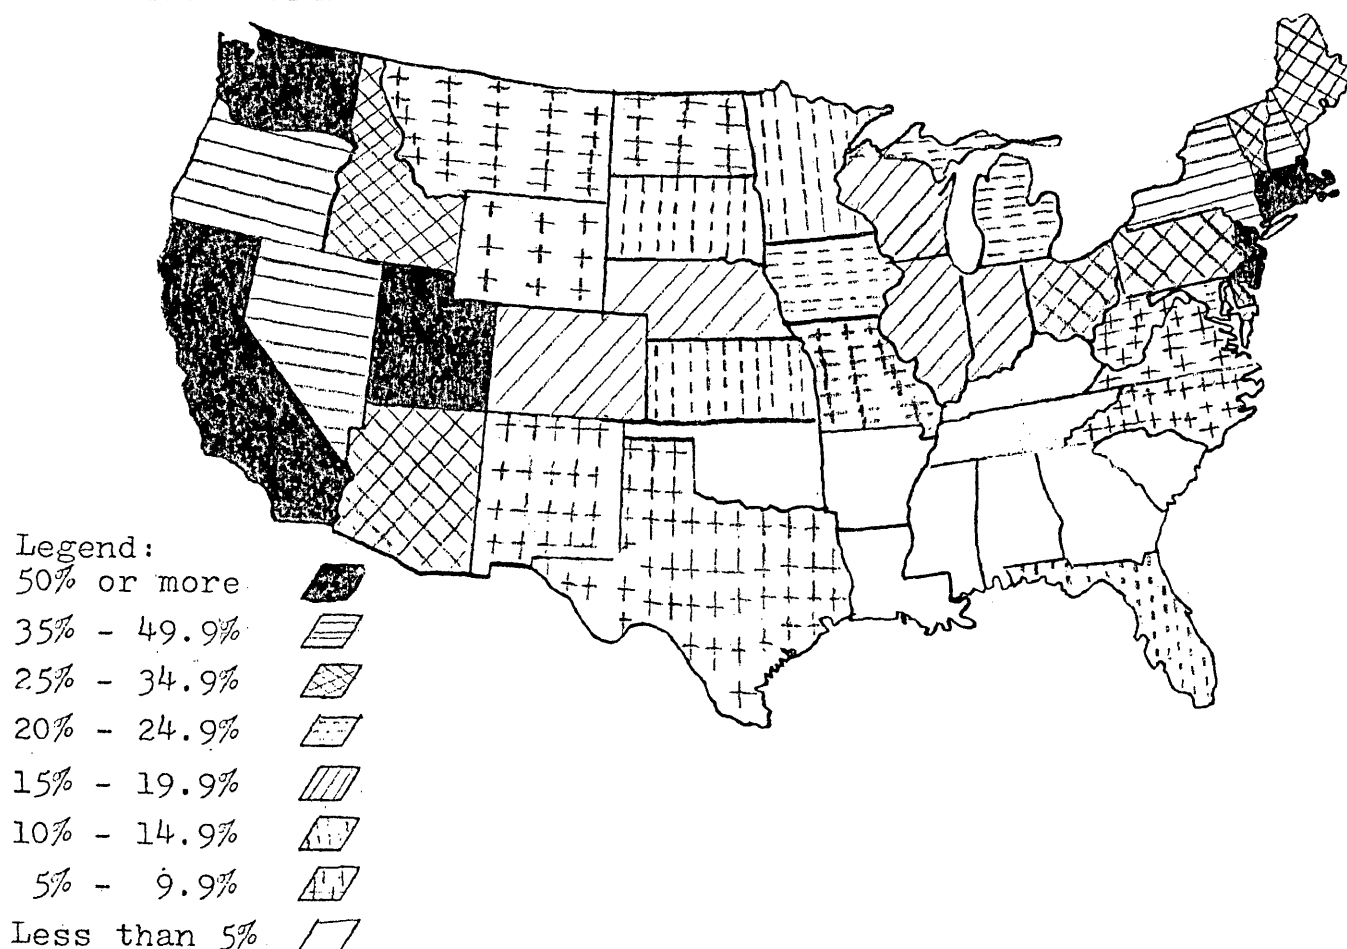 Legend:
50% or more
35% - 49.9%
25% - 34.9%
20% - 24.9%
15% - 19.9%
10% - 14.9%
5% - 9.9%
Less than 5%